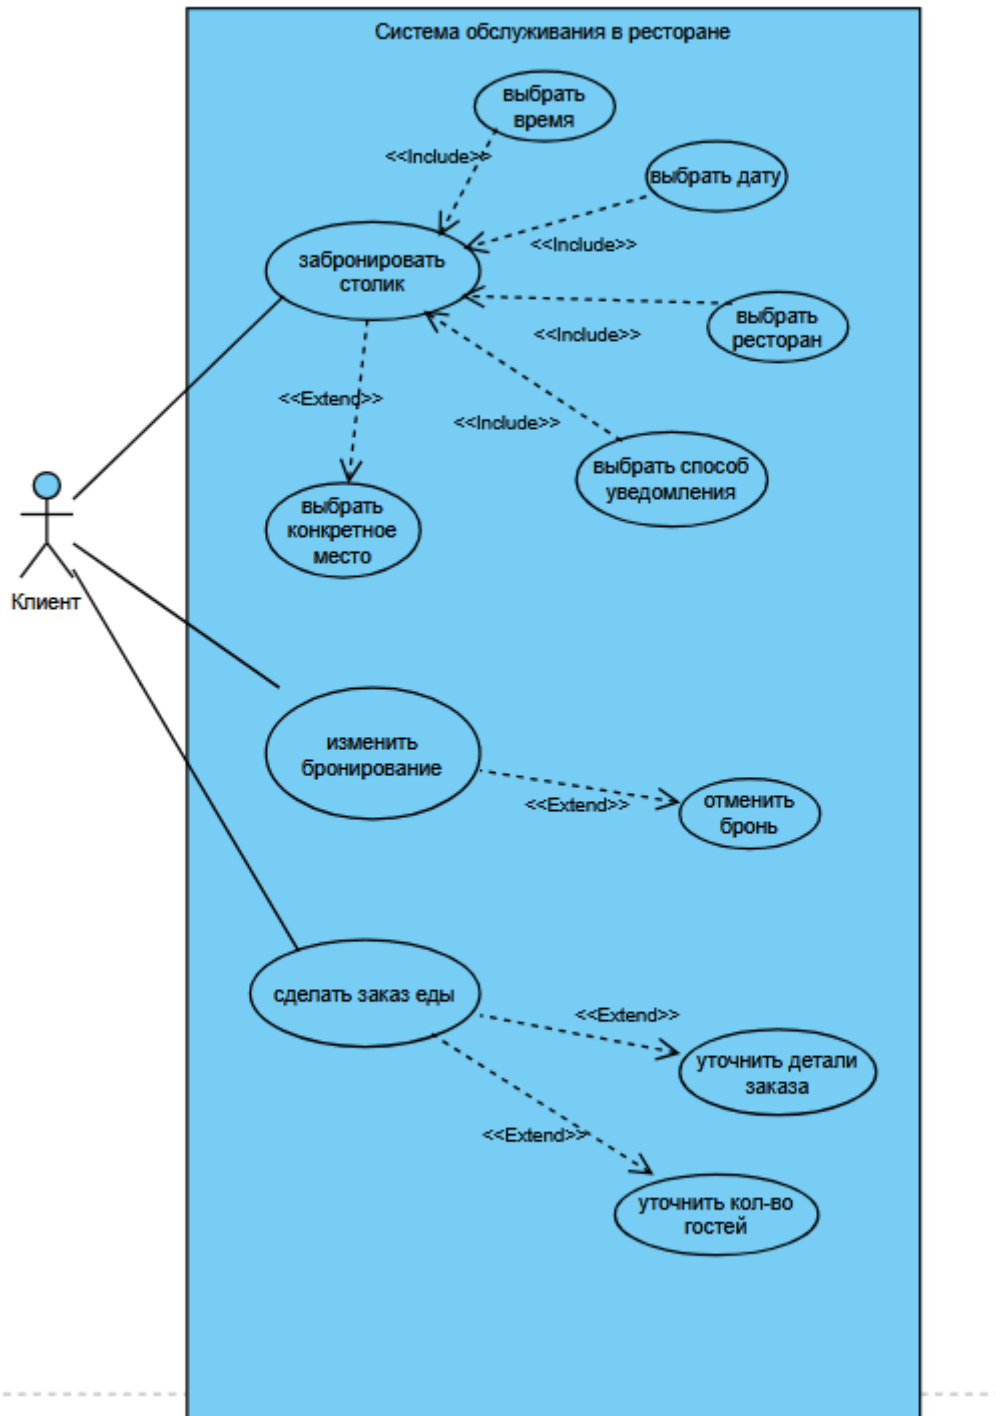 Система обслуживания в ресторане
выбрать
время
<<Include>>
выбрать дату
<<Include>>
забронировать
столик
выбрать
ресторан
<<Include>>
<<Extend>>
<<Include>>
выбрать способ
уведомления
выбрать
конкретное
место
Клиент
изменить
бронирование
<<Extend>>
отменить
бронь
сделать заказ еды
<<Extend>>
уточнить детали
заказа
<<Extend>>
уточнить кол-во
гостей